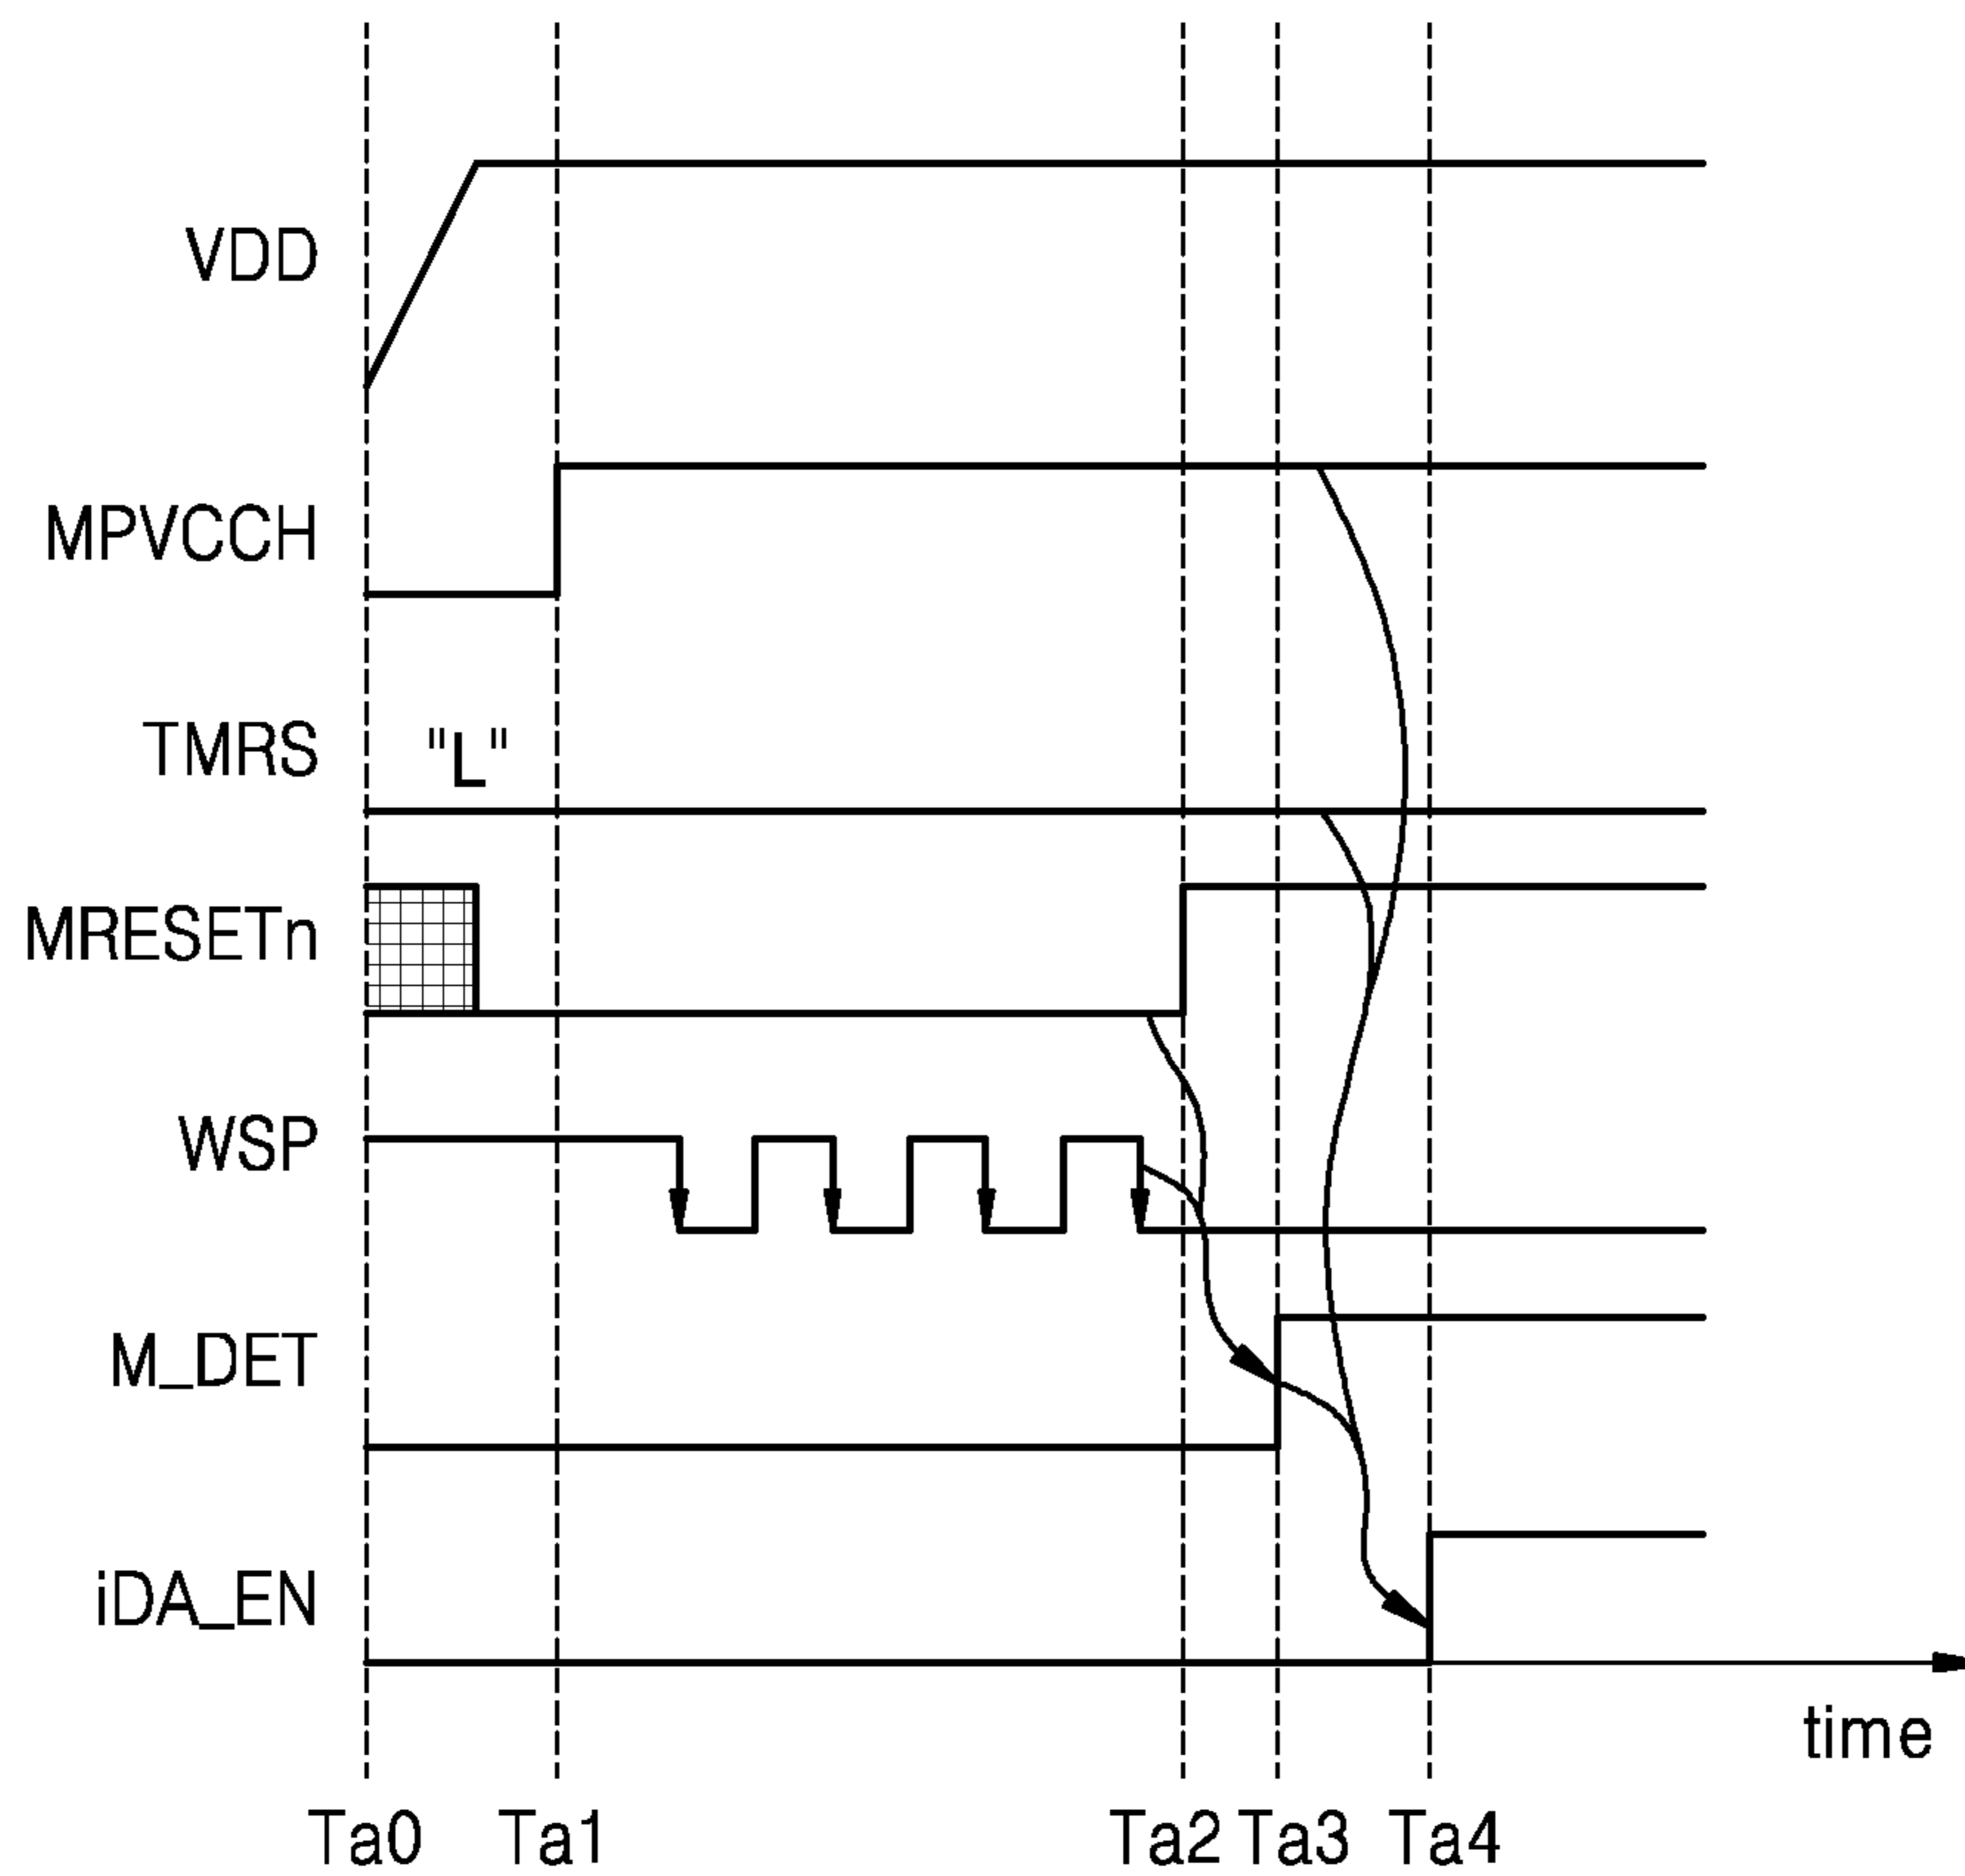 VDD
MPVCCH
TMRS "L"
MRESETn
WSP
M_DET
iDA_EN
time
Ta0 Ta1 Ta2 Ta3 Ta4